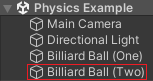 Physics Example
Main Camera
Directional Light
Billiard Ball (One)
Billiard Ball (Two)